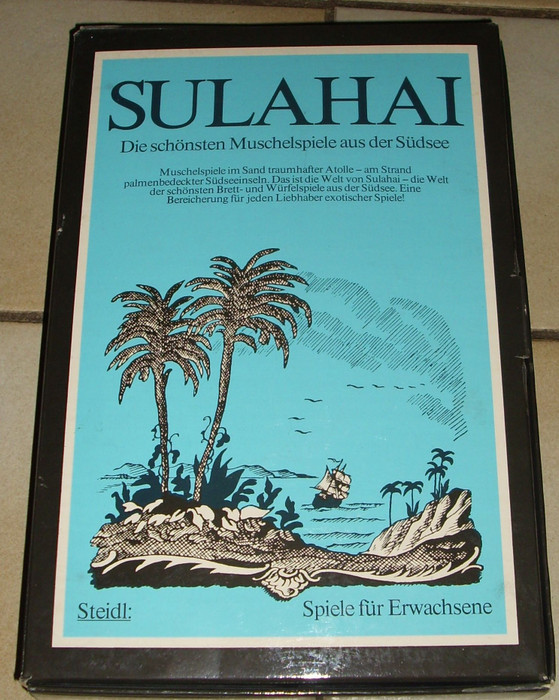 SULAHAI
Die schönsten Muschelspiele aus der Südsee
Muschelspiele im Sand traumhafter Atolle – am Strand
palmenbedeckter Südseeinseln. Das ist die Welt von Sulahai – die Welt
der schönsten Brett- und Würfelspiele aus der Südsee. Eine
Bereicherung für jeden Liebhaber exotischer Spiele!
Steidl:
Spiele für Erwachsene